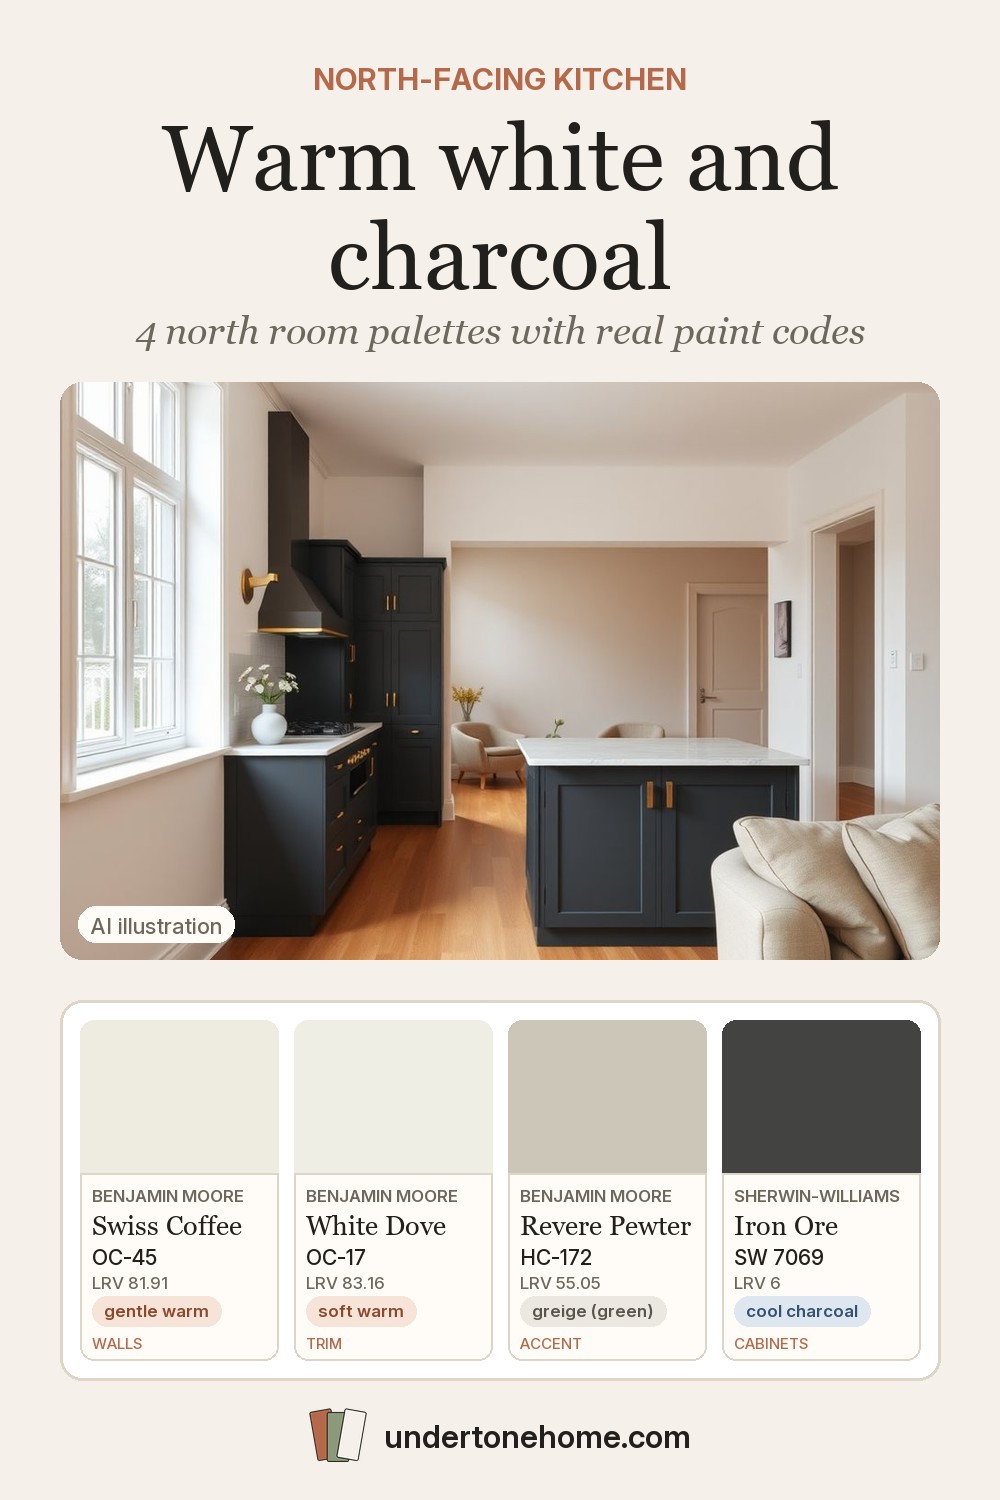 NORTH-FACING KITCHEN
Warm white and
charcoal
4 north room palettes with real paint codes
AI illustration
BENJAMIN MOORE
Swiss Coffee
OC-45
LRV 81.91
gentle warm
WALLS
BENJAMIN MOORE
White Dove
OC-17
LRV 83.16
soft warm
TRIM
BENJAMIN MOORE
Revere Pewter
HC-172
LRV 55.05
greige (green)
ACCENT
SHERWIN-WILLIAMS
Iron Ore
SW 7069
LRV 6
cool charcoal
CABINETS
undertonehome.com